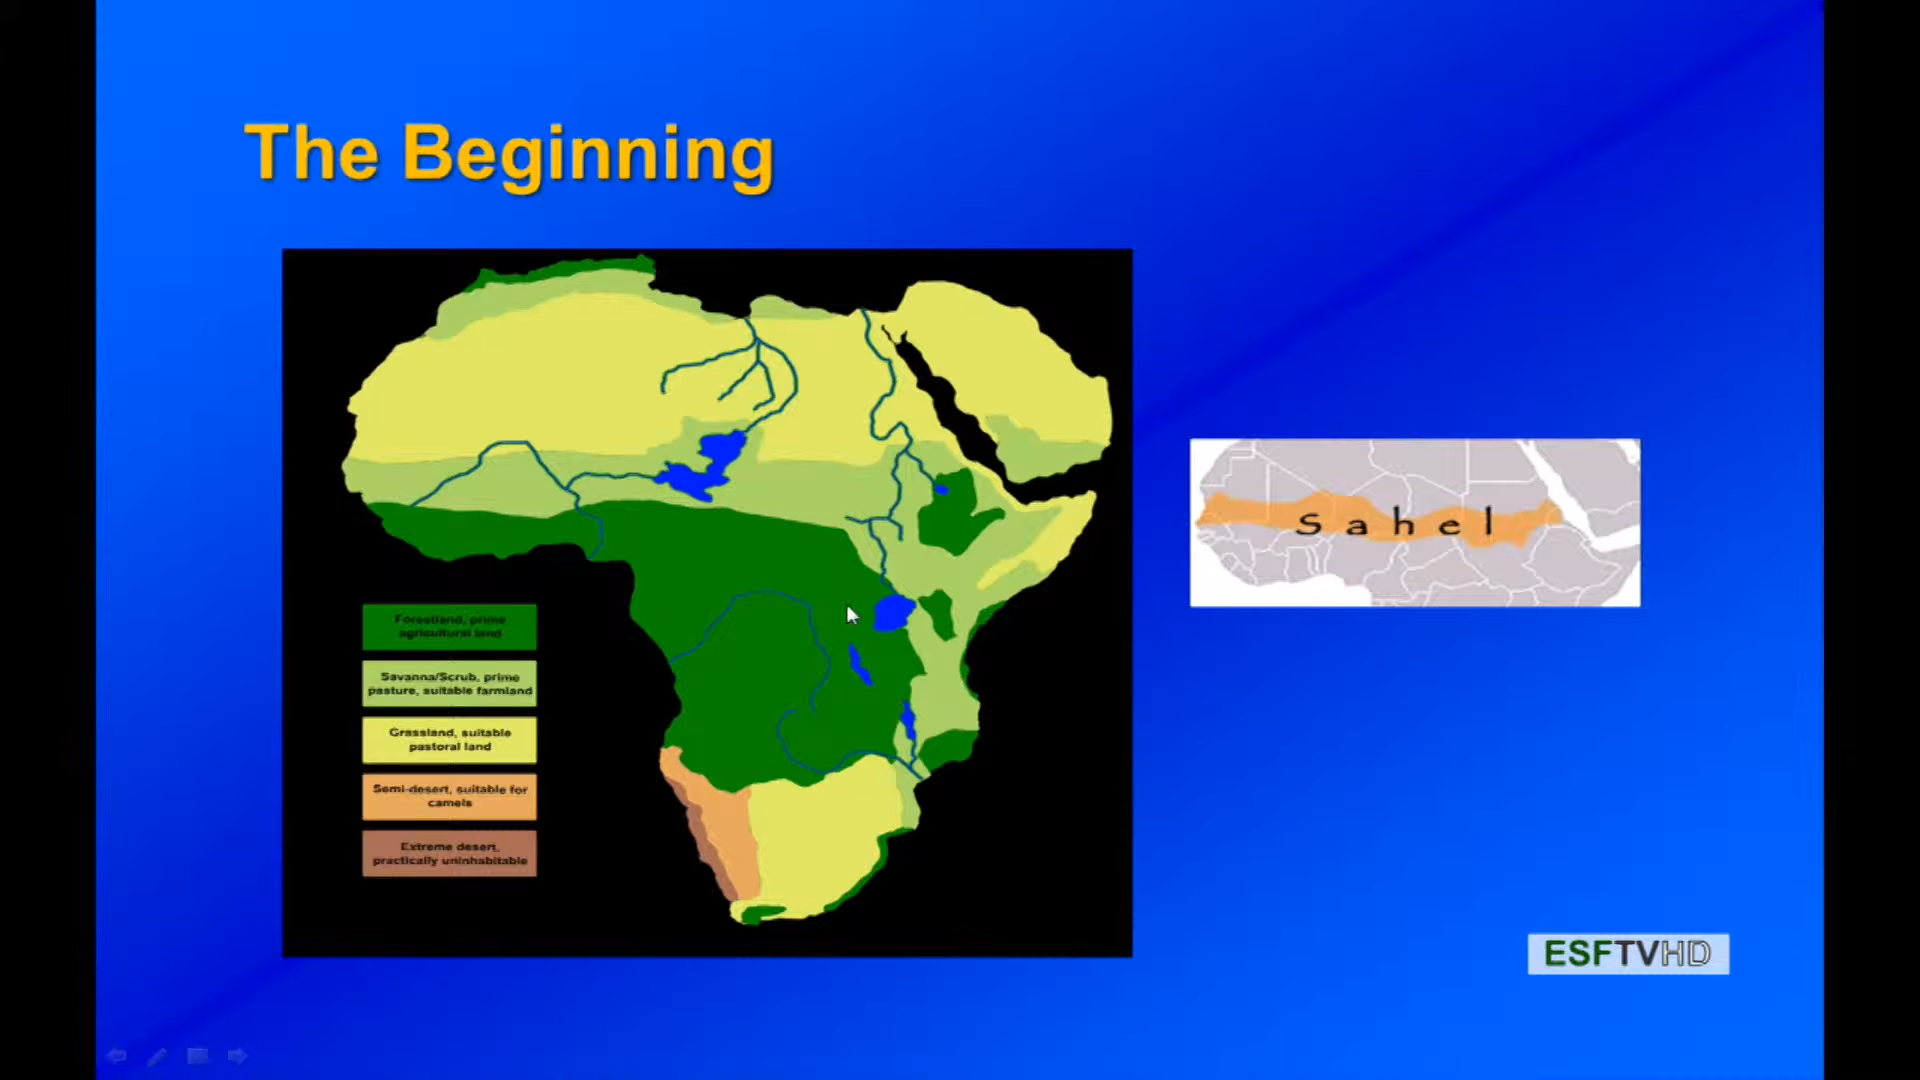 The Beginning
Forestland, prime
agricultural land
Savanna/Scrub, prime
pasture, suitable farmland
Grassland, suitable
pastoral land
Semi-desert, suitable for
camels
Extreme desert,
practically uninhabitable
Sahel
ESFTVHD